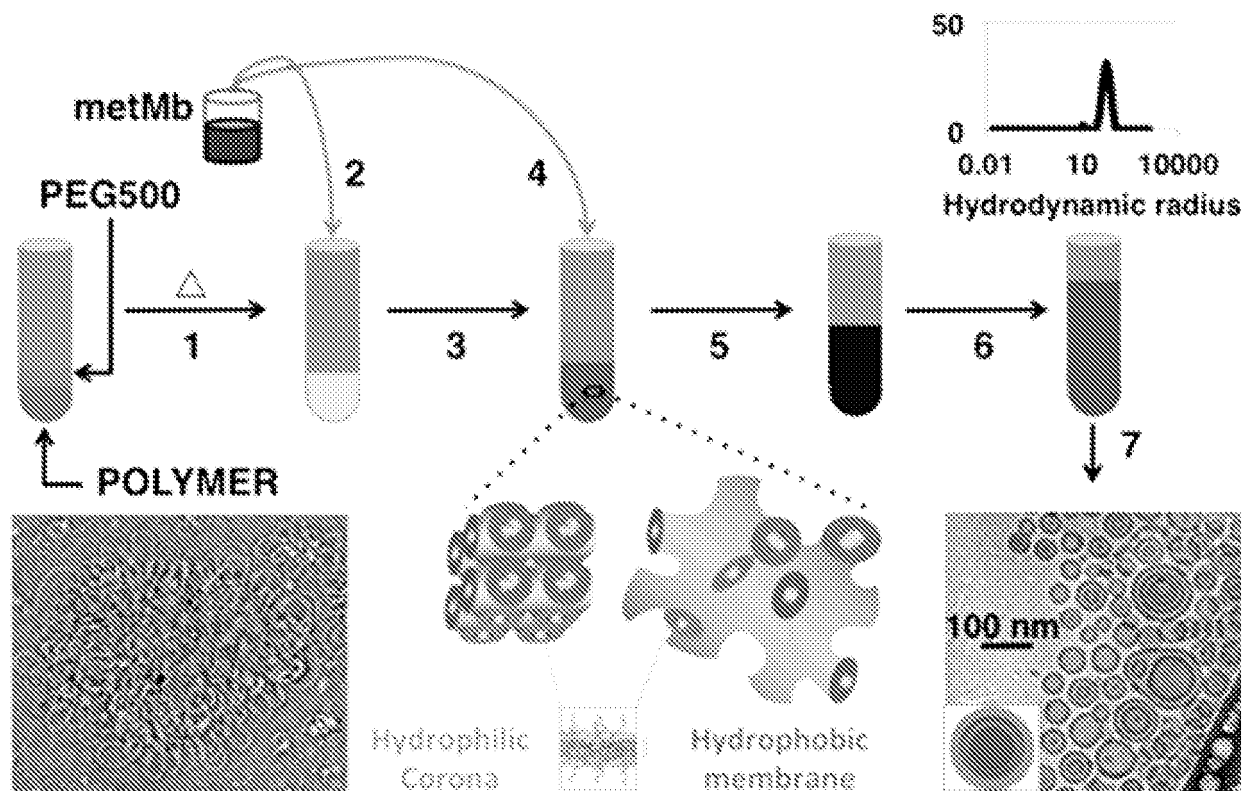 metMb
PEG500
2
4
50
0
0.01 10 10000
Hydrodynamic radius
1
3
5
6
7
POLYMER
100 nm
Hydrophilic
Corona
Hydrophobic
membrane